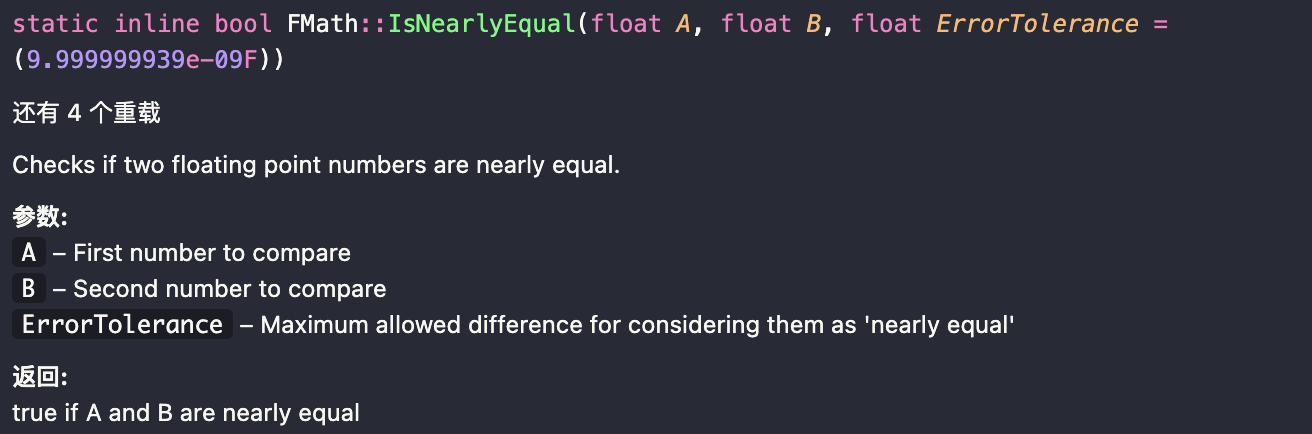 static inline bool FMath::IsNearlyEqual(float A, float B, float ErrorTolerance =
(9.999999939e-09F))
还有 4 个重载
Checks if two floating point numbers are nearly equal.
参数:
A – First number to compare
B – Second number to compare
ErrorTolerance – Maximum allowed difference for considering them as 'nearly equal'
返回:
true if A and B are nearly equal